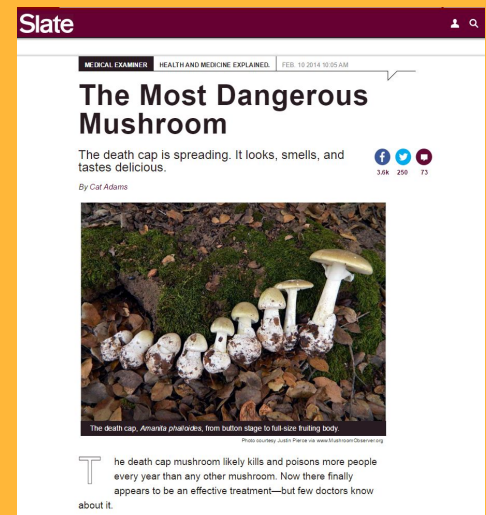 Slate
MEDICAL EXAMINER HEALTH AND MEDICINE EXPLAINED. FEB. 10 2014 10:05 AM
The Most Dangerous
Mushroom
The death cap is spreading. It looks, smells, and
tastes delicious.
3.6k 250 73
By Cat Adams
The death cap, Amanita phalloides, from button stage to full-size fruiting body.
Photo courtesy Justin Pierce via www.MushroomObserver.org
The death cap mushroom likely kills and poisons more people
every year than any other mushroom. Now there finally
appears to be an effective treatment—but few doctors know
about it.